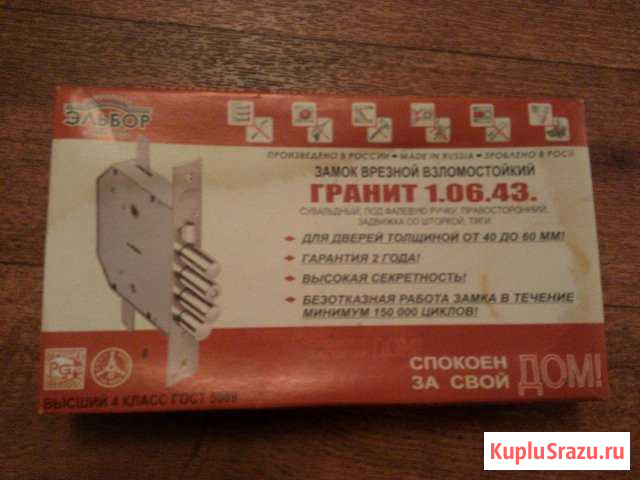 ЭЛЬБОР
ПРОИЗВЕДЕНО В РОССИИ - MADE IN RUSSIA - ЗРОБЛЕНО В РОСІЇ
ЗАМОК ВРЕЗНОЙ ВЗЛОМОСТОЙКИЙ
ГРАНИТ 1.06.43.
СУВАЛЬДНЫЙ, ПОД ФАЛЕВУЮ РУЧКУ, ПРАВОСТОРОННИЙ,
ЗАДВИЖКА СО ШТОРКОЙ, ТЯГИ
ДЛЯ ДВЕРЕЙ ТОЛЩИНОЙ ОТ 40 ДО 60 ММ!
ГАРАНТИЯ 2 ГОДА!
ВЫСОКАЯ СЕКРЕТНОСТЬ!
БЕЗОТКАЗНАЯ РАБОТА ЗАМКА В ТЕЧЕНИЕ
МИНИМУМ 150 000 ЦИКЛОВ!
СПОКОЕН
ЗА СВОЙ ДОМ!
ВЫСШИЙ 4 КЛАСС ГОСТ 5089
KupluSrazu.ru